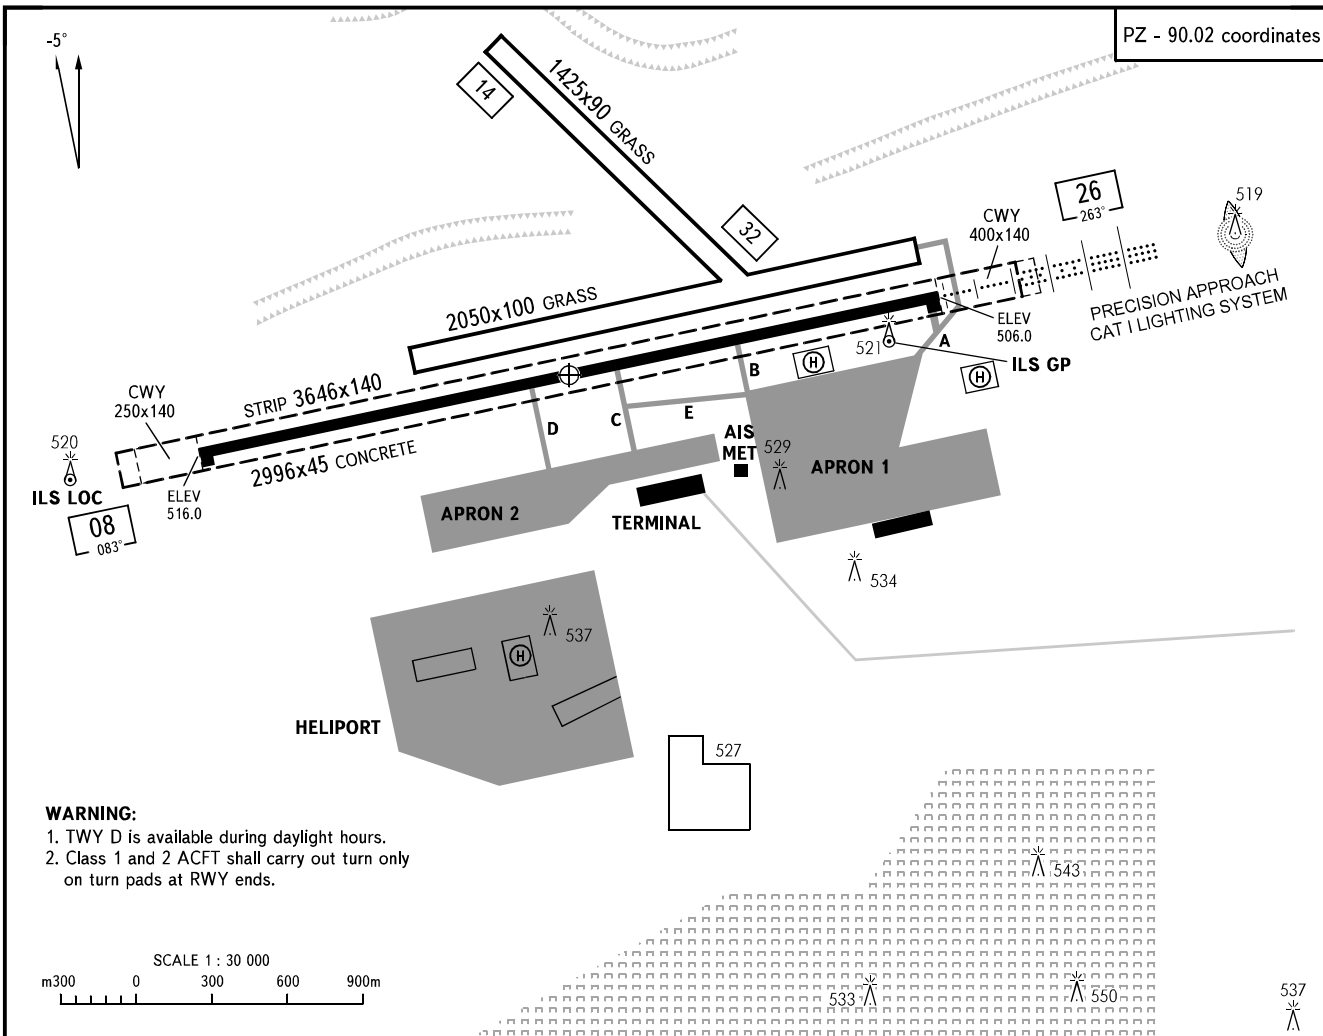 -5°
PZ - 90.02 coordinates
14
1425x90 GRASS
32
26
263°
519
CWY
400x140
PRECISION APPROACH
CAT I LIGHTING SYSTEM
2050x100 GRASS
ELEV
506.0
521
A
ILS GP
H
H
B
CWY
250x140
STRIP 3646x140
520
ILS LOC
08
083°
ELEV
516.0
2996x45 CONCRETE
D
C
E
AIS
MET
529
APRON 1
APRON 2
TERMINAL
534
537
H
HELIPORT
527
WARNING:
1. TWY D is available during daylight hours.
2. Class 1 and 2 ACFT shall carry out turn only
on turn pads at RWY ends.
543
533
550
537
SCALE 1 : 30 000
m300 0 300 600 900m